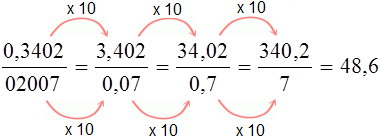 x 10 x 10 x 10
0,3402 / 02007 = 3,402 / 0,07 = 34,02 / 0,7 = 340,2 / 7 = 48,6
x 10 x 10 x 10